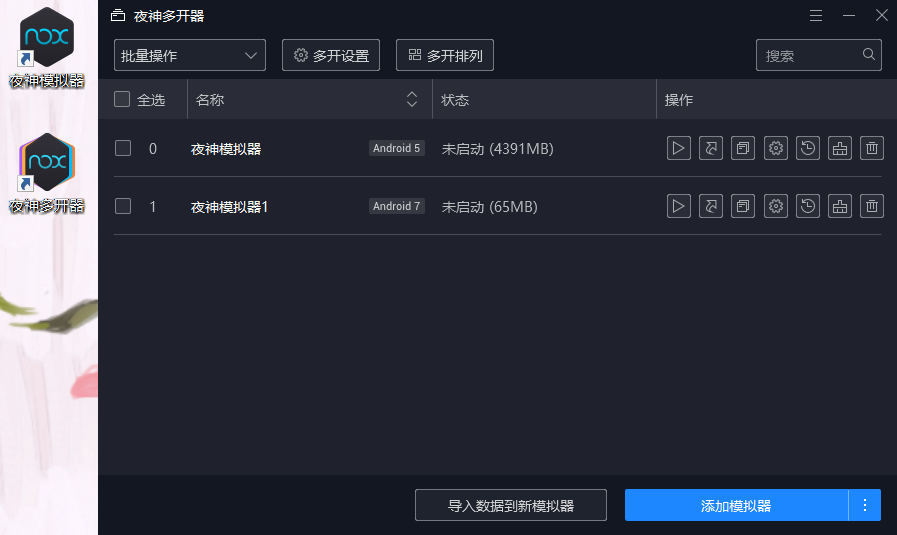 nox
夜神模拟器
nox
夜神多开器
夜神多开器
批量操作 多开设置 多开排列 搜索
全选 名称 状态 操作
0 夜神模拟器 Android 5 未启动 (4391MB)
1 夜神模拟器1 Android 7 未启动 (65MB)
导入数据到新模拟器 添加模拟器